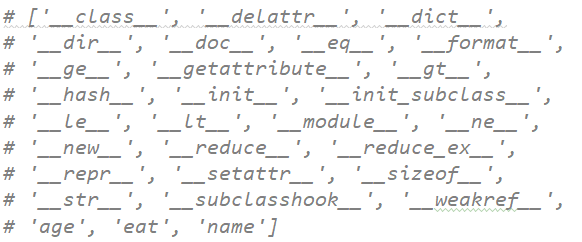 # ['__class__', '__delattr__', '__dict__',
# '__dir__', '__doc__', '__eq__', '__format__',
# '__ge__', '__getattribute__', '__gt__',
# '__hash__', '__init__', '__init_subclass__',
# '__le__', '__lt__', '__module__', '__ne__',
# '__new__', '__reduce__', '__reduce_ex__',
# '__repr__', '__setattr__', '__sizeof__',
# '__str__', '__subclasshook__', '__weakref__',
# 'age', 'eat', 'name']